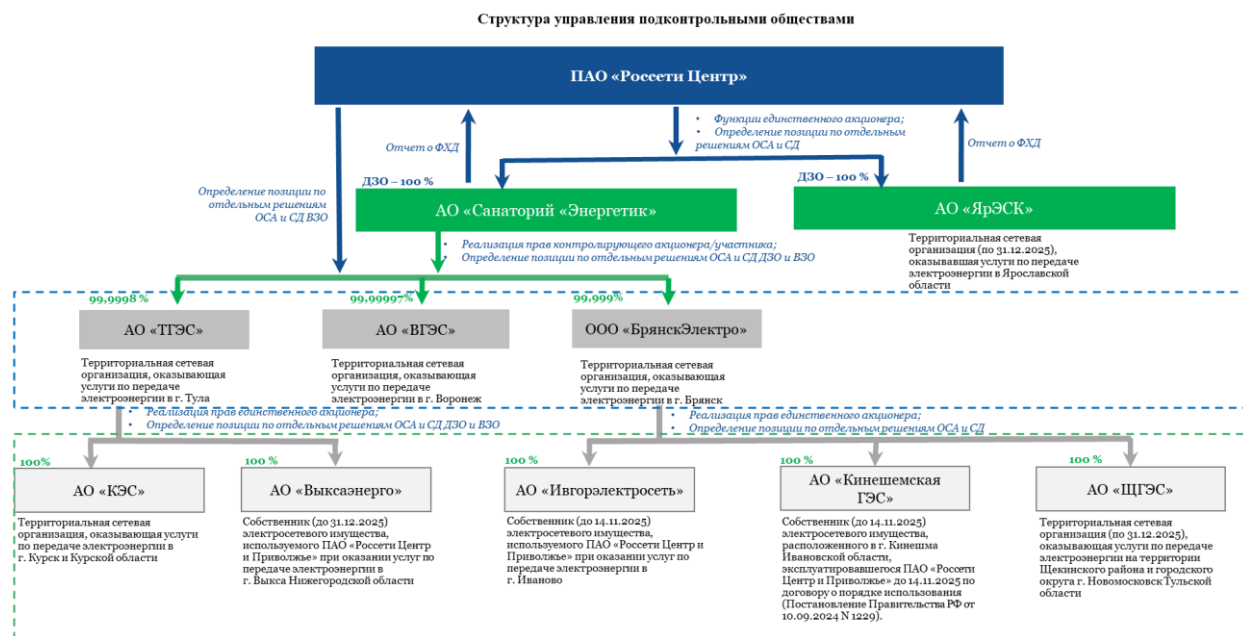 Структура управления подконтрольными обществами
ПАО «Россети Центр»
• Функции единственного акционера;
• Определение позиции по отдельным
решениям ОСА и СД
Отчет о ФХД
Отчет о ФХД
Определение позиции по
отдельным решениям
ОСА и СД ВЗО
ДЗО – 100 %
АО «Санаторий «Энергетик»
ДЗО – 100 %
АО «ЯрЭСК»
Территориальная сетевая
организация (по 31.12.2025),
оказывавшая услуги по передаче
электроэнергии в Ярославской
области
• Реализация прав контролирующего акционера/участника;
• Определение позиции по отдельным решениям ОСА и СД ДЗО и ВЗО
99,9998 %
АО «ТГЭС»
Территориальная сетевая
организация, оказывающая
услуги по передаче
электроэнергии в г. Тула
99,99997%
АО «ВГЭС»
Территориальная сетевая
организация, оказывающая
услуги по передаче
электроэнергии в г. Воронеж
99,999%
ООО «БрянскЭлектро»
Территориальная сетевая
организация, оказывающая
услуги по передаче
электроэнергии в г. Брянск
• Реализация прав единственного акционера;
• Определение позиции по отдельным решениям ОСА и СД ДЗО и ВЗО
• Реализация прав единственного акционера;
• Определение позиции по отдельным решениям ОСА и СД
100%
АО «КЭС»
Территориальная сетевая
организация, оказывающая услуги
по передаче электроэнергии в
г. Курск и Курской области
100 %
АО «Выксаэнерго»
Собственник (до 31.12.2025)
электросетевого имущества,
используемого ПАО «Россети Центр
и Приволжье» при оказании услуг по
передаче электроэнергии в
г. Выкса Нижегородской области
100 %
АО «Ивгорэлектросеть»
Собственник (до 14.11.2025)
электросетевого имущества,
используемого ПАО «Россети Центр и
Приволжье» при оказании услуг по
передаче электроэнергии в
г. Иваново
100 %
АО «Кинешемская
ГЭС»
Собственник (до 14.11.2025)
электросетевого имущества,
расположенного в г. Кинешма
Ивановской области,
эксплуатировавшегося ПАО «Россети
Центр и Приволжье» до 14.11.2025 по
договору о порядке использования
(Постановление Правительства РФ от
10.09.2024 N 1229).
100 %
АО «ЩГЭС»
Территориальная сетевая
организация (по 31.12.2025),
оказывающая услуги по передаче
электроэнергии на территории
Щекинского района и городского
округа г. Новомосковск Тульской
области